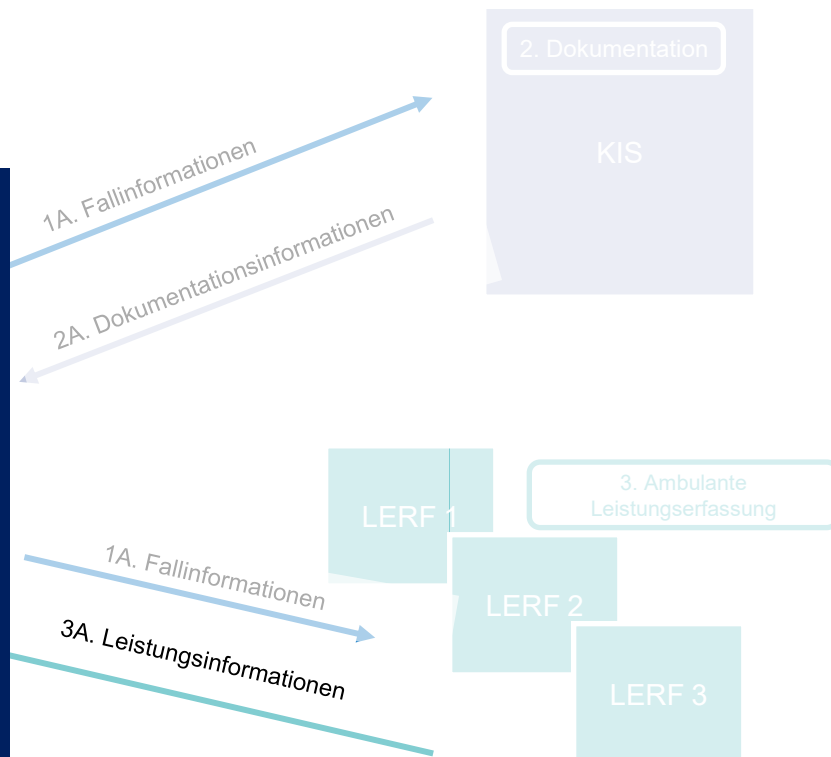 2. Dokumentation
KIS
1A. Fallinformationen
2A. Dokumentationsinformationen
LERF 1
3. Ambulante
Leistungserfassung
LERF 2
1A. Fallinformationen
3A. Leistungsinformationen
LERF 3